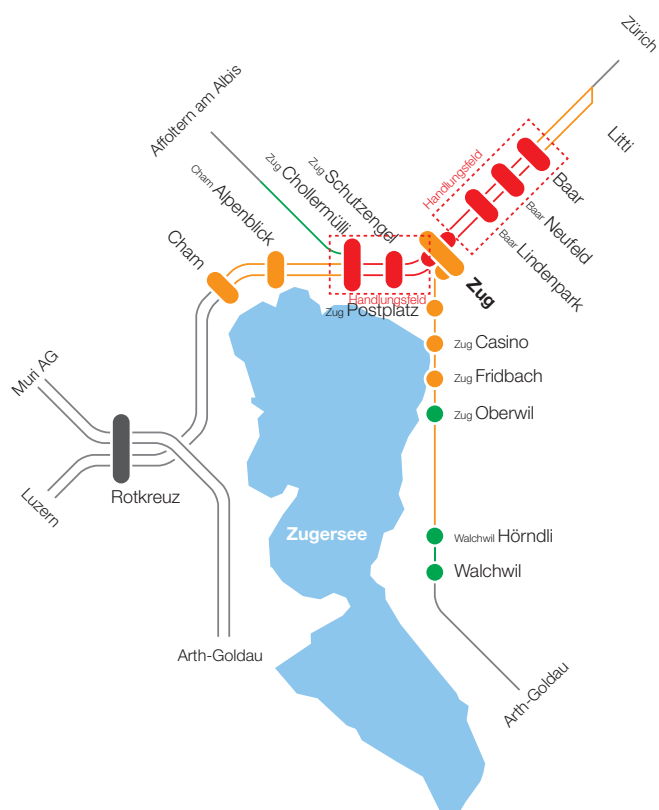 Zürich
Affoltern am Albis
Litti
Handlungsfeld
Baar
Baar Neufeld
Baar Lindenpark
Zug Schutzengel
Zug Chollermülli
Cham Alpenblick
Cham
Zug
Handlungsfeld
Zug Postplatz
Zug Casino
Zug Fridbach
Muri AG
Zug Oberwil
Rotkreuz
Luzern
Zugersee
Walchwil Hörndli
Walchwil
Arth-Goldau
Arth-Goldau